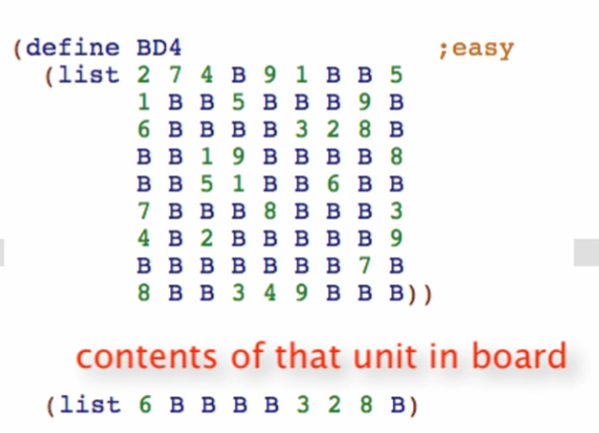 (define BD4 ;easy
(list 2 7 4 B 9 1 B B 5
1 B B 5 B B B 9 B
6 B B B B 3 2 8 B
B B 1 9 B B B B 8
B B 5 1 B B 6 B B
7 B B B 8 B B B 3
4 B 2 B B B B B 9
B B B B B B B 7 B
8 B B 3 4 9 B B B))
contents of that unit in board
(list 6 B B B B 3 2 8 B)